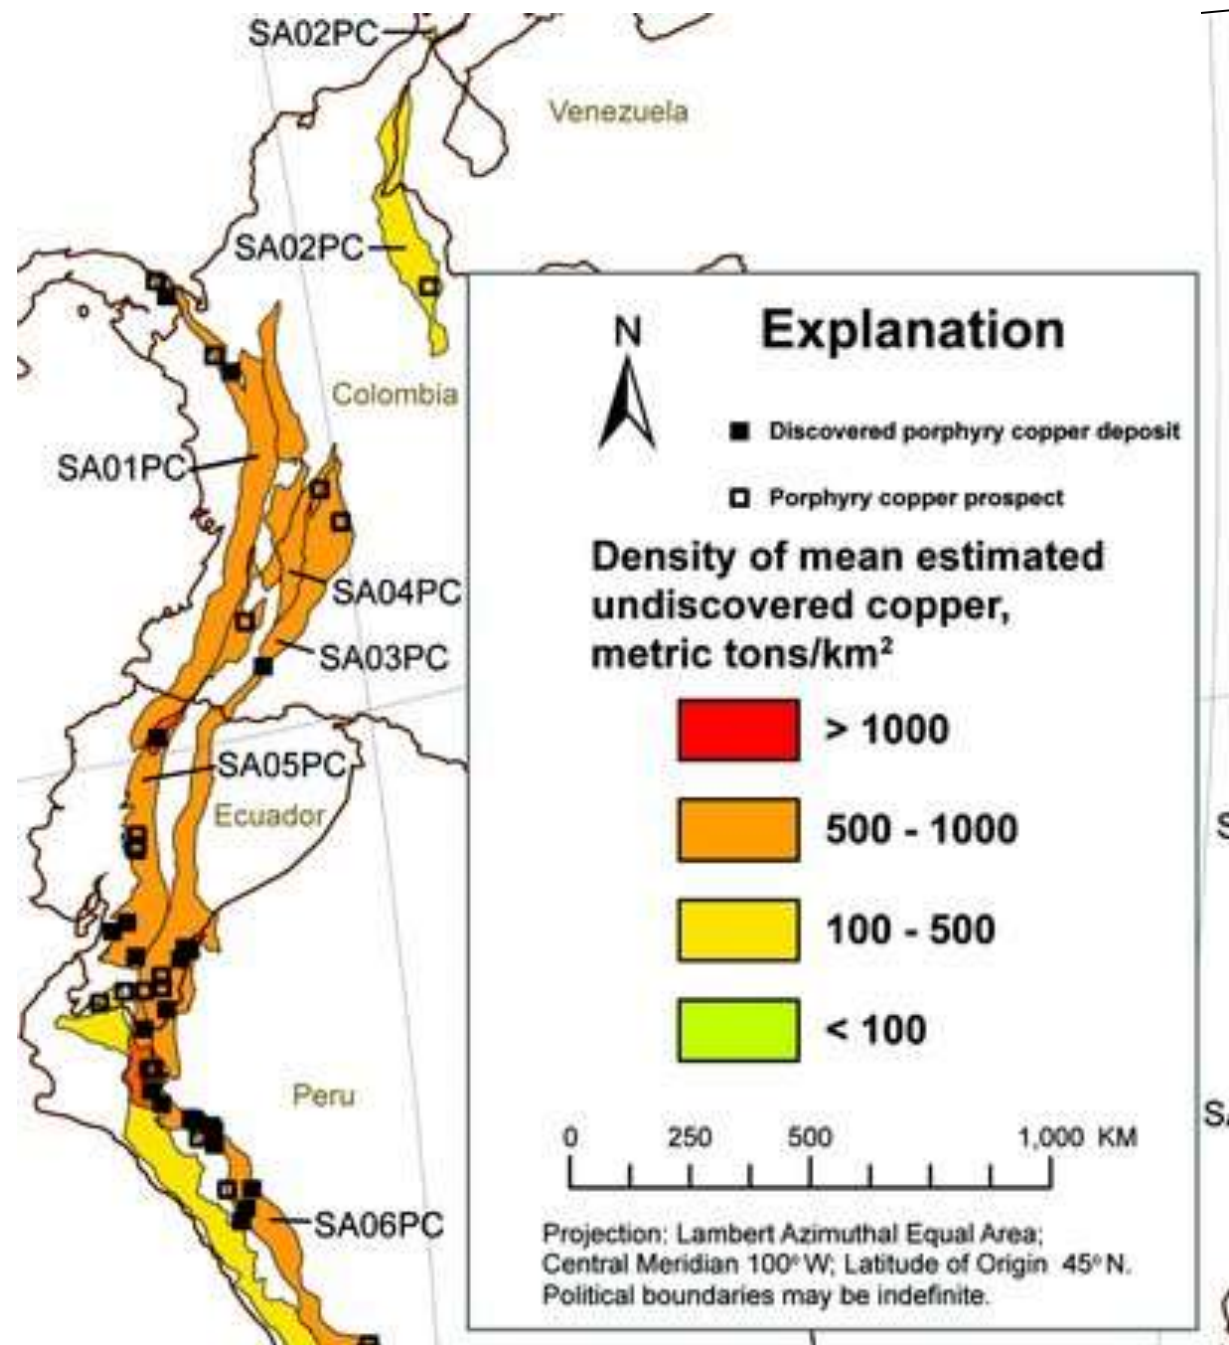 SA02PC
Venezuela
SA02PC
Explanation
N
Colombia
Discovered porphyry copper deposit
SA01PC
Porphyry copper prospect
Density of mean estimated
undiscovered copper,
metric tons/km²
SA04PC
SA03PC
> 1000
SA05PC
Ecuador
500 - 1000
100 - 500
< 100
Peru
0 250 500 1,000 KM
SA06PC
Projection: Lambert Azimuthal Equal Area;
Central Meridian 100° W; Latitude of Origin 45° N.
Political boundaries may be indefinite.